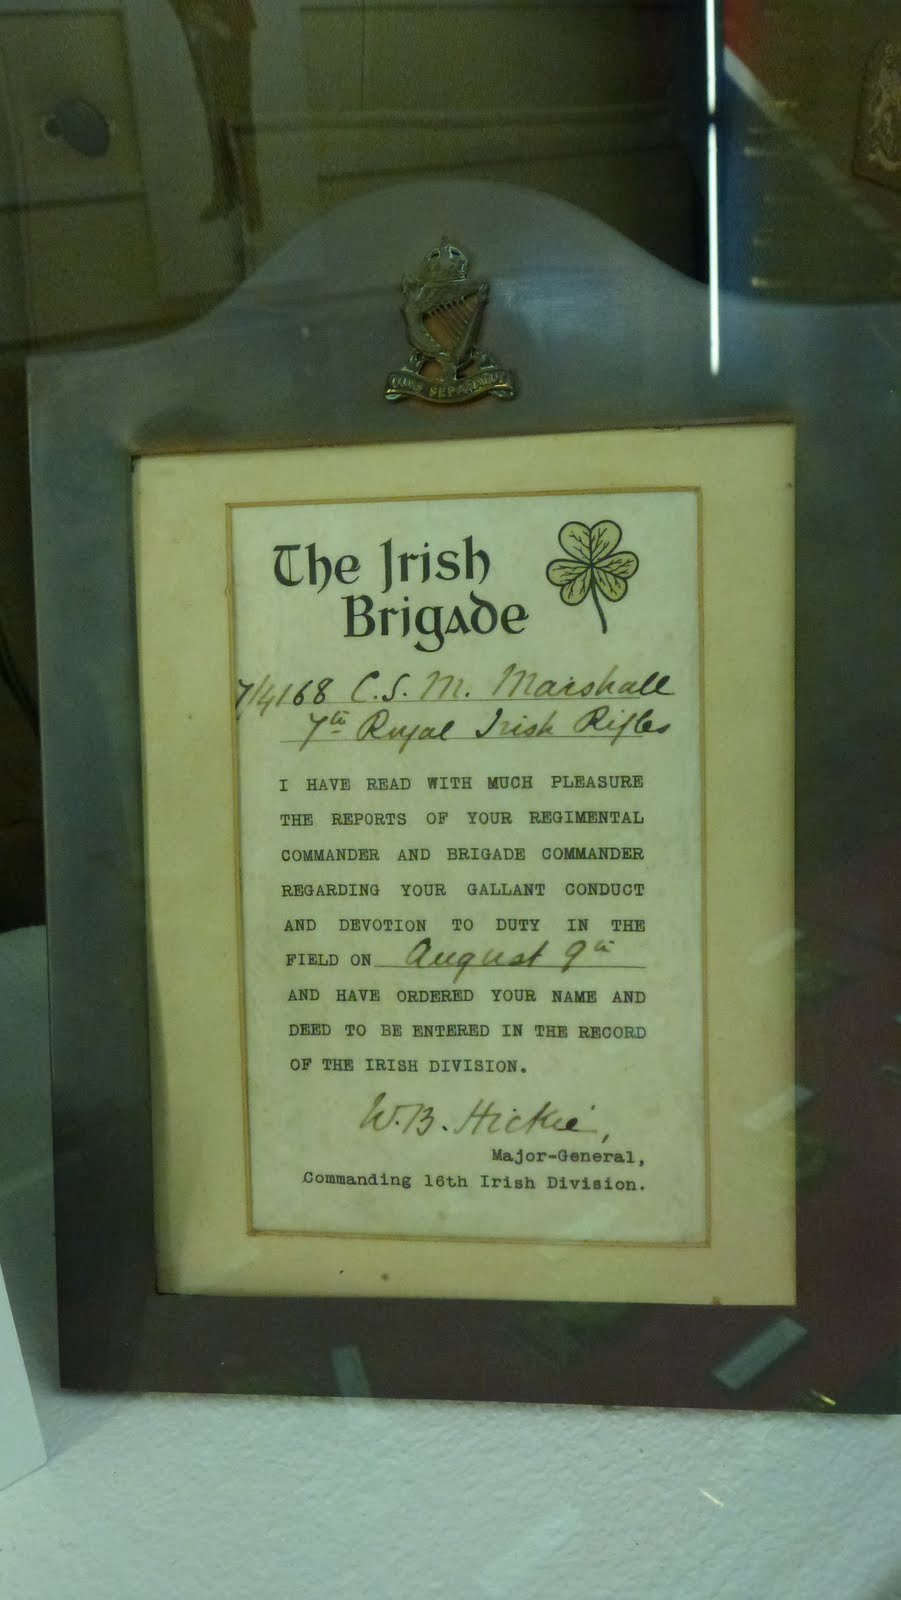 QUIS SEPARABIT
The Irish
Brigade
7/4168 C.S.M. Marshall
7th Royal Irish Rifles
I HAVE READ WITH MUCH PLEASURE
THE REPORTS OF YOUR REGIMENTAL
COMMANDER AND BRIGADE COMMANDER
REGARDING YOUR GALLANT CONDUCT
AND DEVOTION TO DUTY IN THE
FIELD ON August 9th
AND HAVE ORDERED YOUR NAME AND
DEED TO BE ENTERED IN THE RECORD
OF THE IRISH DIVISION.
W.B. Hickie,
Major-General,
Commanding 16th Irish Division.